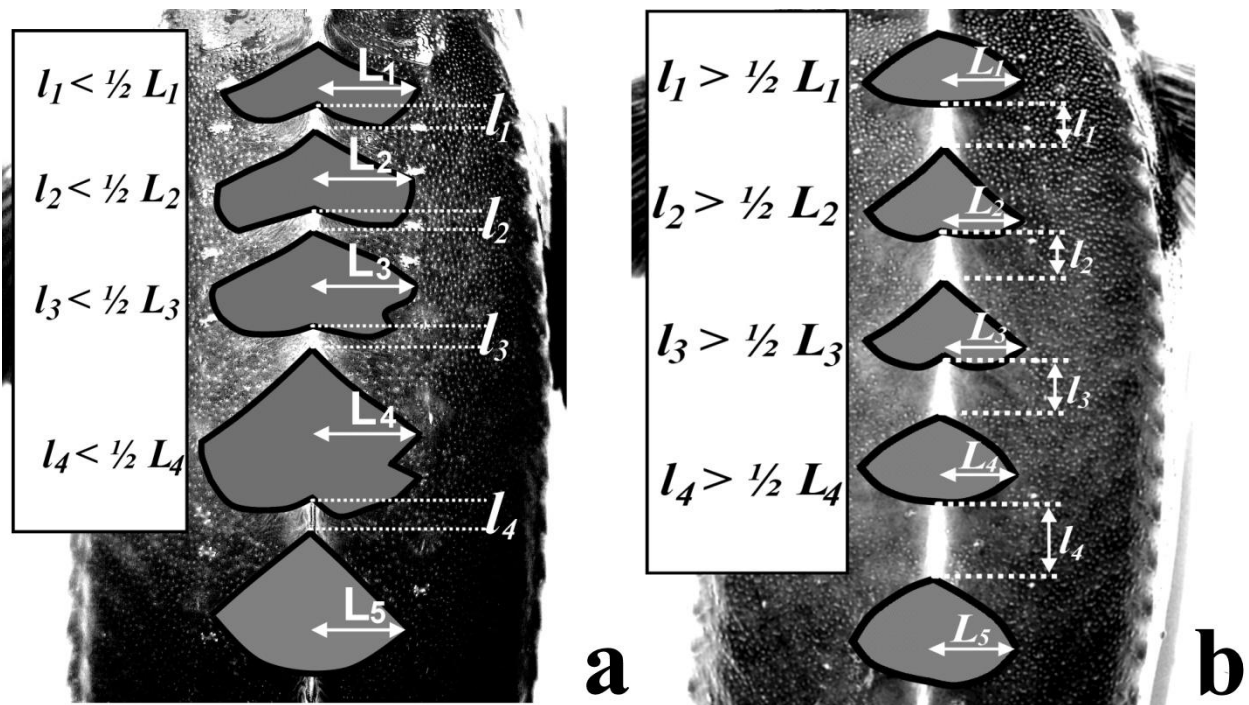 l₁ < ½ L₁
l₂ < ½ L₂
l₃ < ½ L₃
l₄ < ½ L₄
L₁
l₁
L₂
l₂
L₃
l₃
L₄
l₄
L₅
a
l₁ > ½ L₁
l₂ > ½ L₂
l₃ > ½ L₃
l₄ > ½ L₄
L₁
l₁
L₂
l₂
L₃
l₃
L₄
l₄
L₅
b